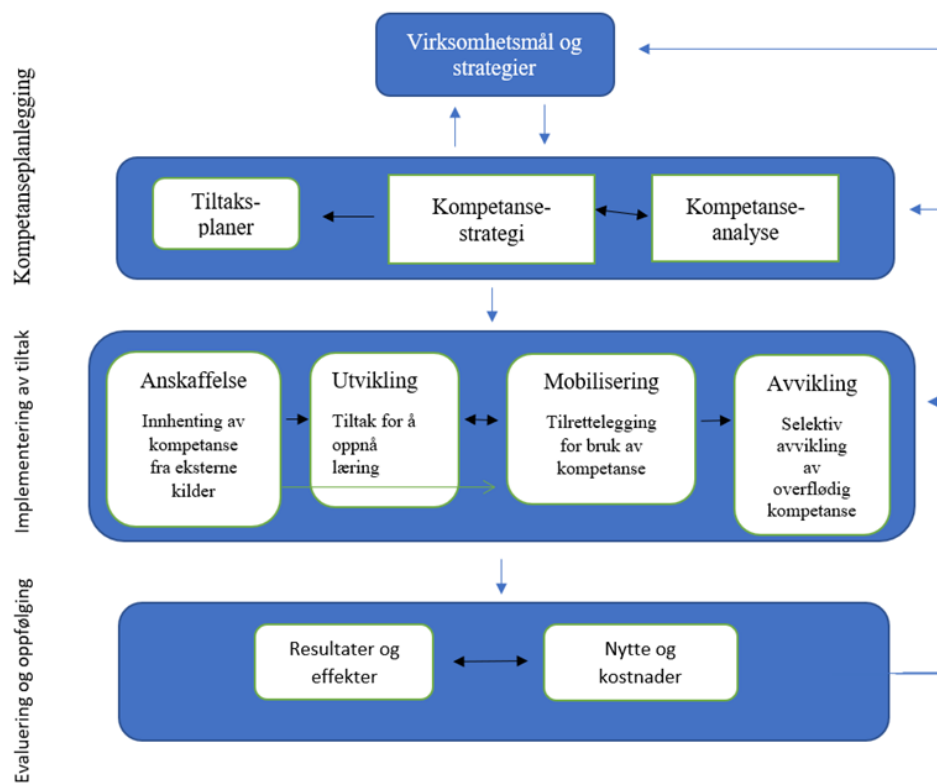 Virksomhetsmål og
strategier
Kompetanseplanlegging
Tiltaks-
planer
Kompetanse-
strategi
Kompetanse-
analyse
Implementering av tiltak
Anskaffelse
Innhenting av
kompetanse
fra eksterne
kilder
Utvikling
Tiltak for å
oppnå
læring
Mobilisering
Tilrettelegging
for bruk av
kompetanse
Avvikling
Selektiv
avvikling
av
overflødig
kompetanse
Evaluering og oppfølging
Resultater og
effekter
Nytte og
kostnader